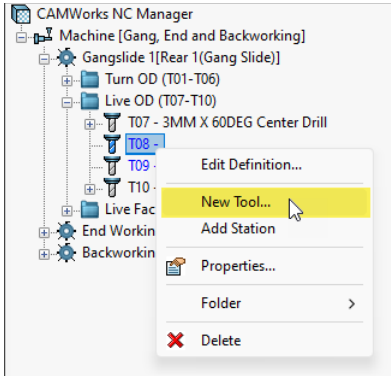 CAMWorks NC Manager
Machine [Gang, End and Backworking]
Gangslide 1[Rear 1(Gang Slide)]
Turn OD (T01-T06)
Live OD (T07-T10)
T07 - 3MM X 60DEG Center Drill
T08 -
T09 -
T10 -
Live Fac
End Workin
Backworkin
Edit Definition...
New Tool...
Add Station
Properties...
Folder
Delete